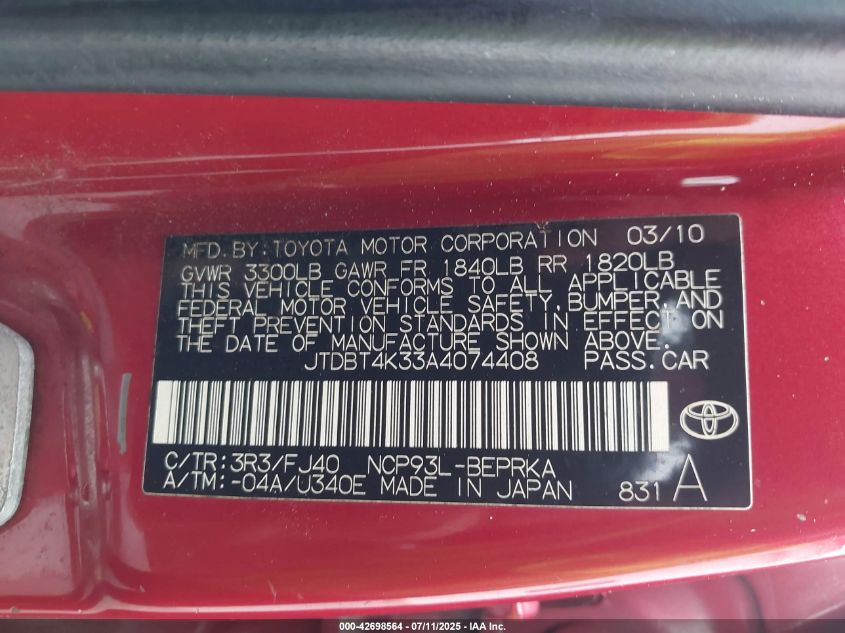 MFD. BY: TOYOTA MOTOR CORPORATION 03/10
GVWR 3300LB GAWR FR 1840LB RR 1820LB
THIS VEHICLE CONFORMS TO ALL APPLICABLE
FEDERAL MOTOR VEHICLE SAFETY, BUMPER, AND
THEFT PREVENTION STANDARDS IN EFFECT ON
THE DATE OF MANUFACTURE SHOWN ABOVE.
JTDBT4K33A4074408 PASS. CAR
C/TR: 3R3/FJ40 NCP93L-BEPRKA
A/TM: -04A/U340E MADE IN JAPAN 831 A
000-42698564 - 07/11/2025 - IAA Inc.